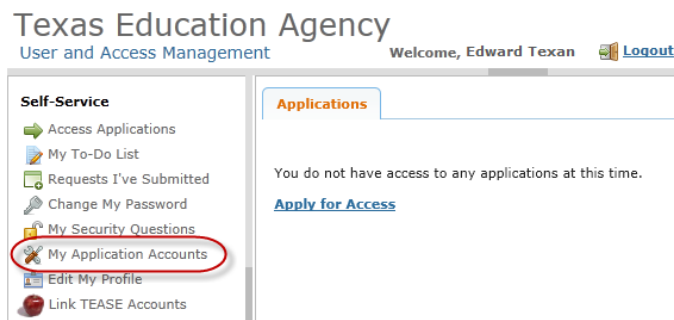 Texas Education Agency
User and Access Management
Welcome, Edward Texan
Logout
Self-Service
Access Applications
My To-Do List
Requests I've Submitted
Change My Password
My Security Questions
My Application Accounts
Edit My Profile
Link TEASE Accounts
Applications
You do not have access to any applications at this time.
Apply for Access